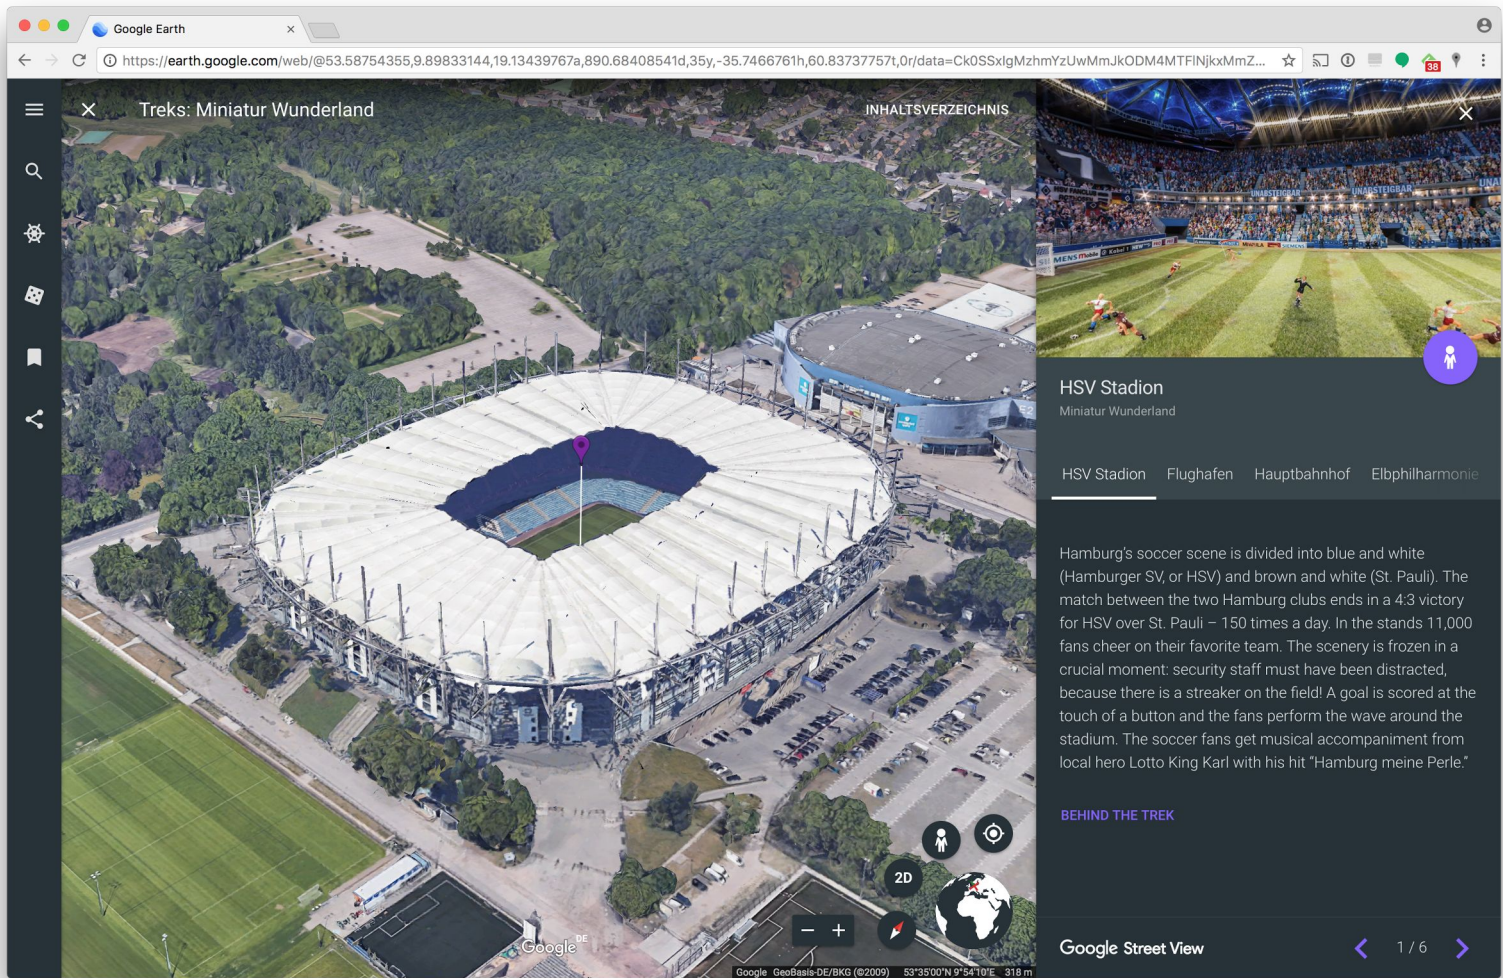 Google Earth
https://earth.google.com/web/@53.58754355,9.89833144,19.13439767a,890.68408541d,35y,-35.7466761h,60.83737757t,0r/data=Ck0SSxIgMzhmYzUwMmJkODM4MTFlNjkxMmZ...
38
Treks: Miniatur Wunderland
INHALTSVERZEICHNIS
UNABSTEIGBAR
UNABSTEIGBAR
UNA
MENS Mobile
SIEMENS
HSV Stadion
Miniatur Wunderland
HSV Stadion Flughafen Hauptbahnhof Elbphilharmonie
Hamburg's soccer scene is divided into blue and white
(Hamburger SV, or HSV) and brown and white (St. Pauli). The
match between the two Hamburg clubs ends in a 4:3 victory
for HSV over St. Pauli – 150 times a day. In the stands 11,000
fans cheer on their favorite team. The scenery is frozen in a
crucial moment: security staff must have been distracted,
because there is a streaker on the field! A goal is scored at the
touch of a button and the fans perform the wave around the
stadium. The soccer fans get musical accompaniment from
local hero Lotto King Karl with his hit “Hamburg meine Perle.”
BEHIND THE TREK
2D
Google DE
Google GeoBasis-DE/BKG (©2009) 53°35'00"N 9°54'10"E 318 m
Google Street View
1 / 6